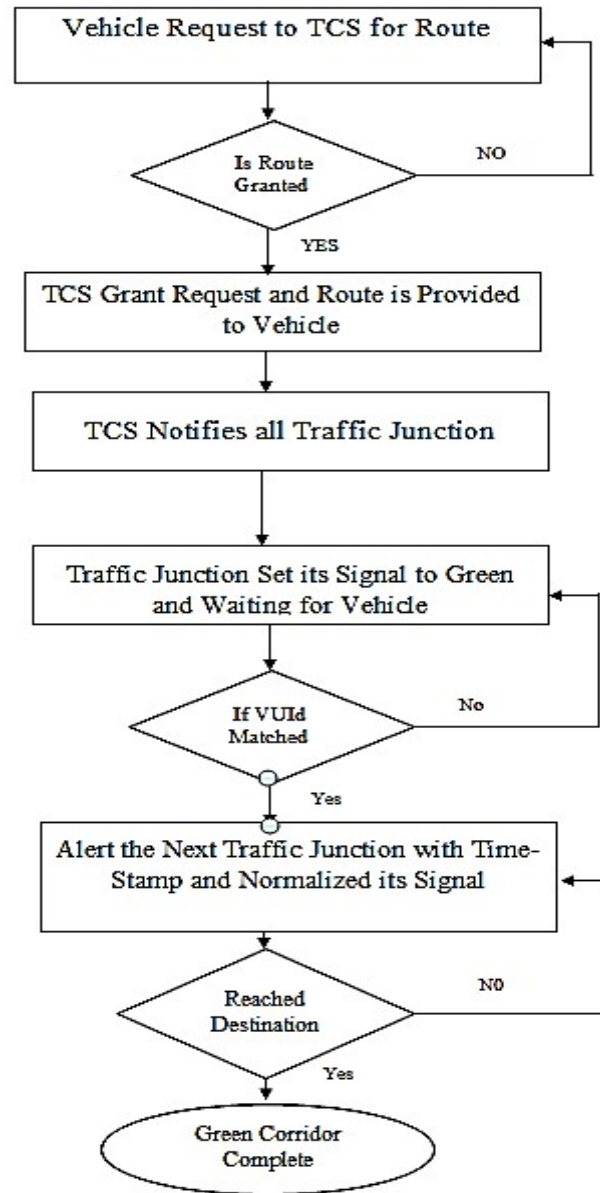 Vehicle Request to TCS for Route
Is Route
Granted
NO
YES
TCS Grant Request and Route is Provided
to Vehicle
TCS Notifies all Traffic Junction
Traffic Junction Set its Signal to Green
and Waiting for Vehicle
If VUId
Matched
No
Yes
Alert the Next Traffic Junction with Time-
Stamp and Normalized its Signal
Reached
Destination
N0
Yes
Green Corridor
Complete